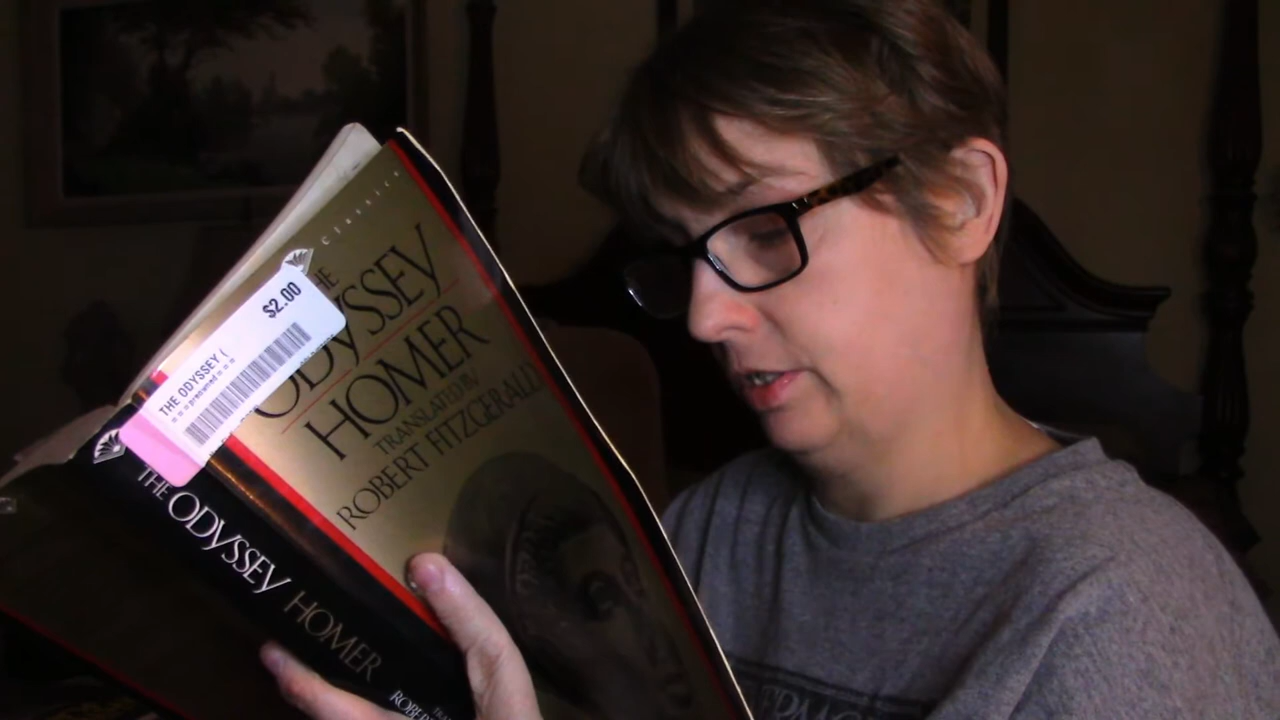 Classics
THE
ODYSSEY
HOMER
TRANSLATED BY
ROBERT FITZGERALD
$2.00
THE ODYSSEY (
THE ODYSSEY HOMER